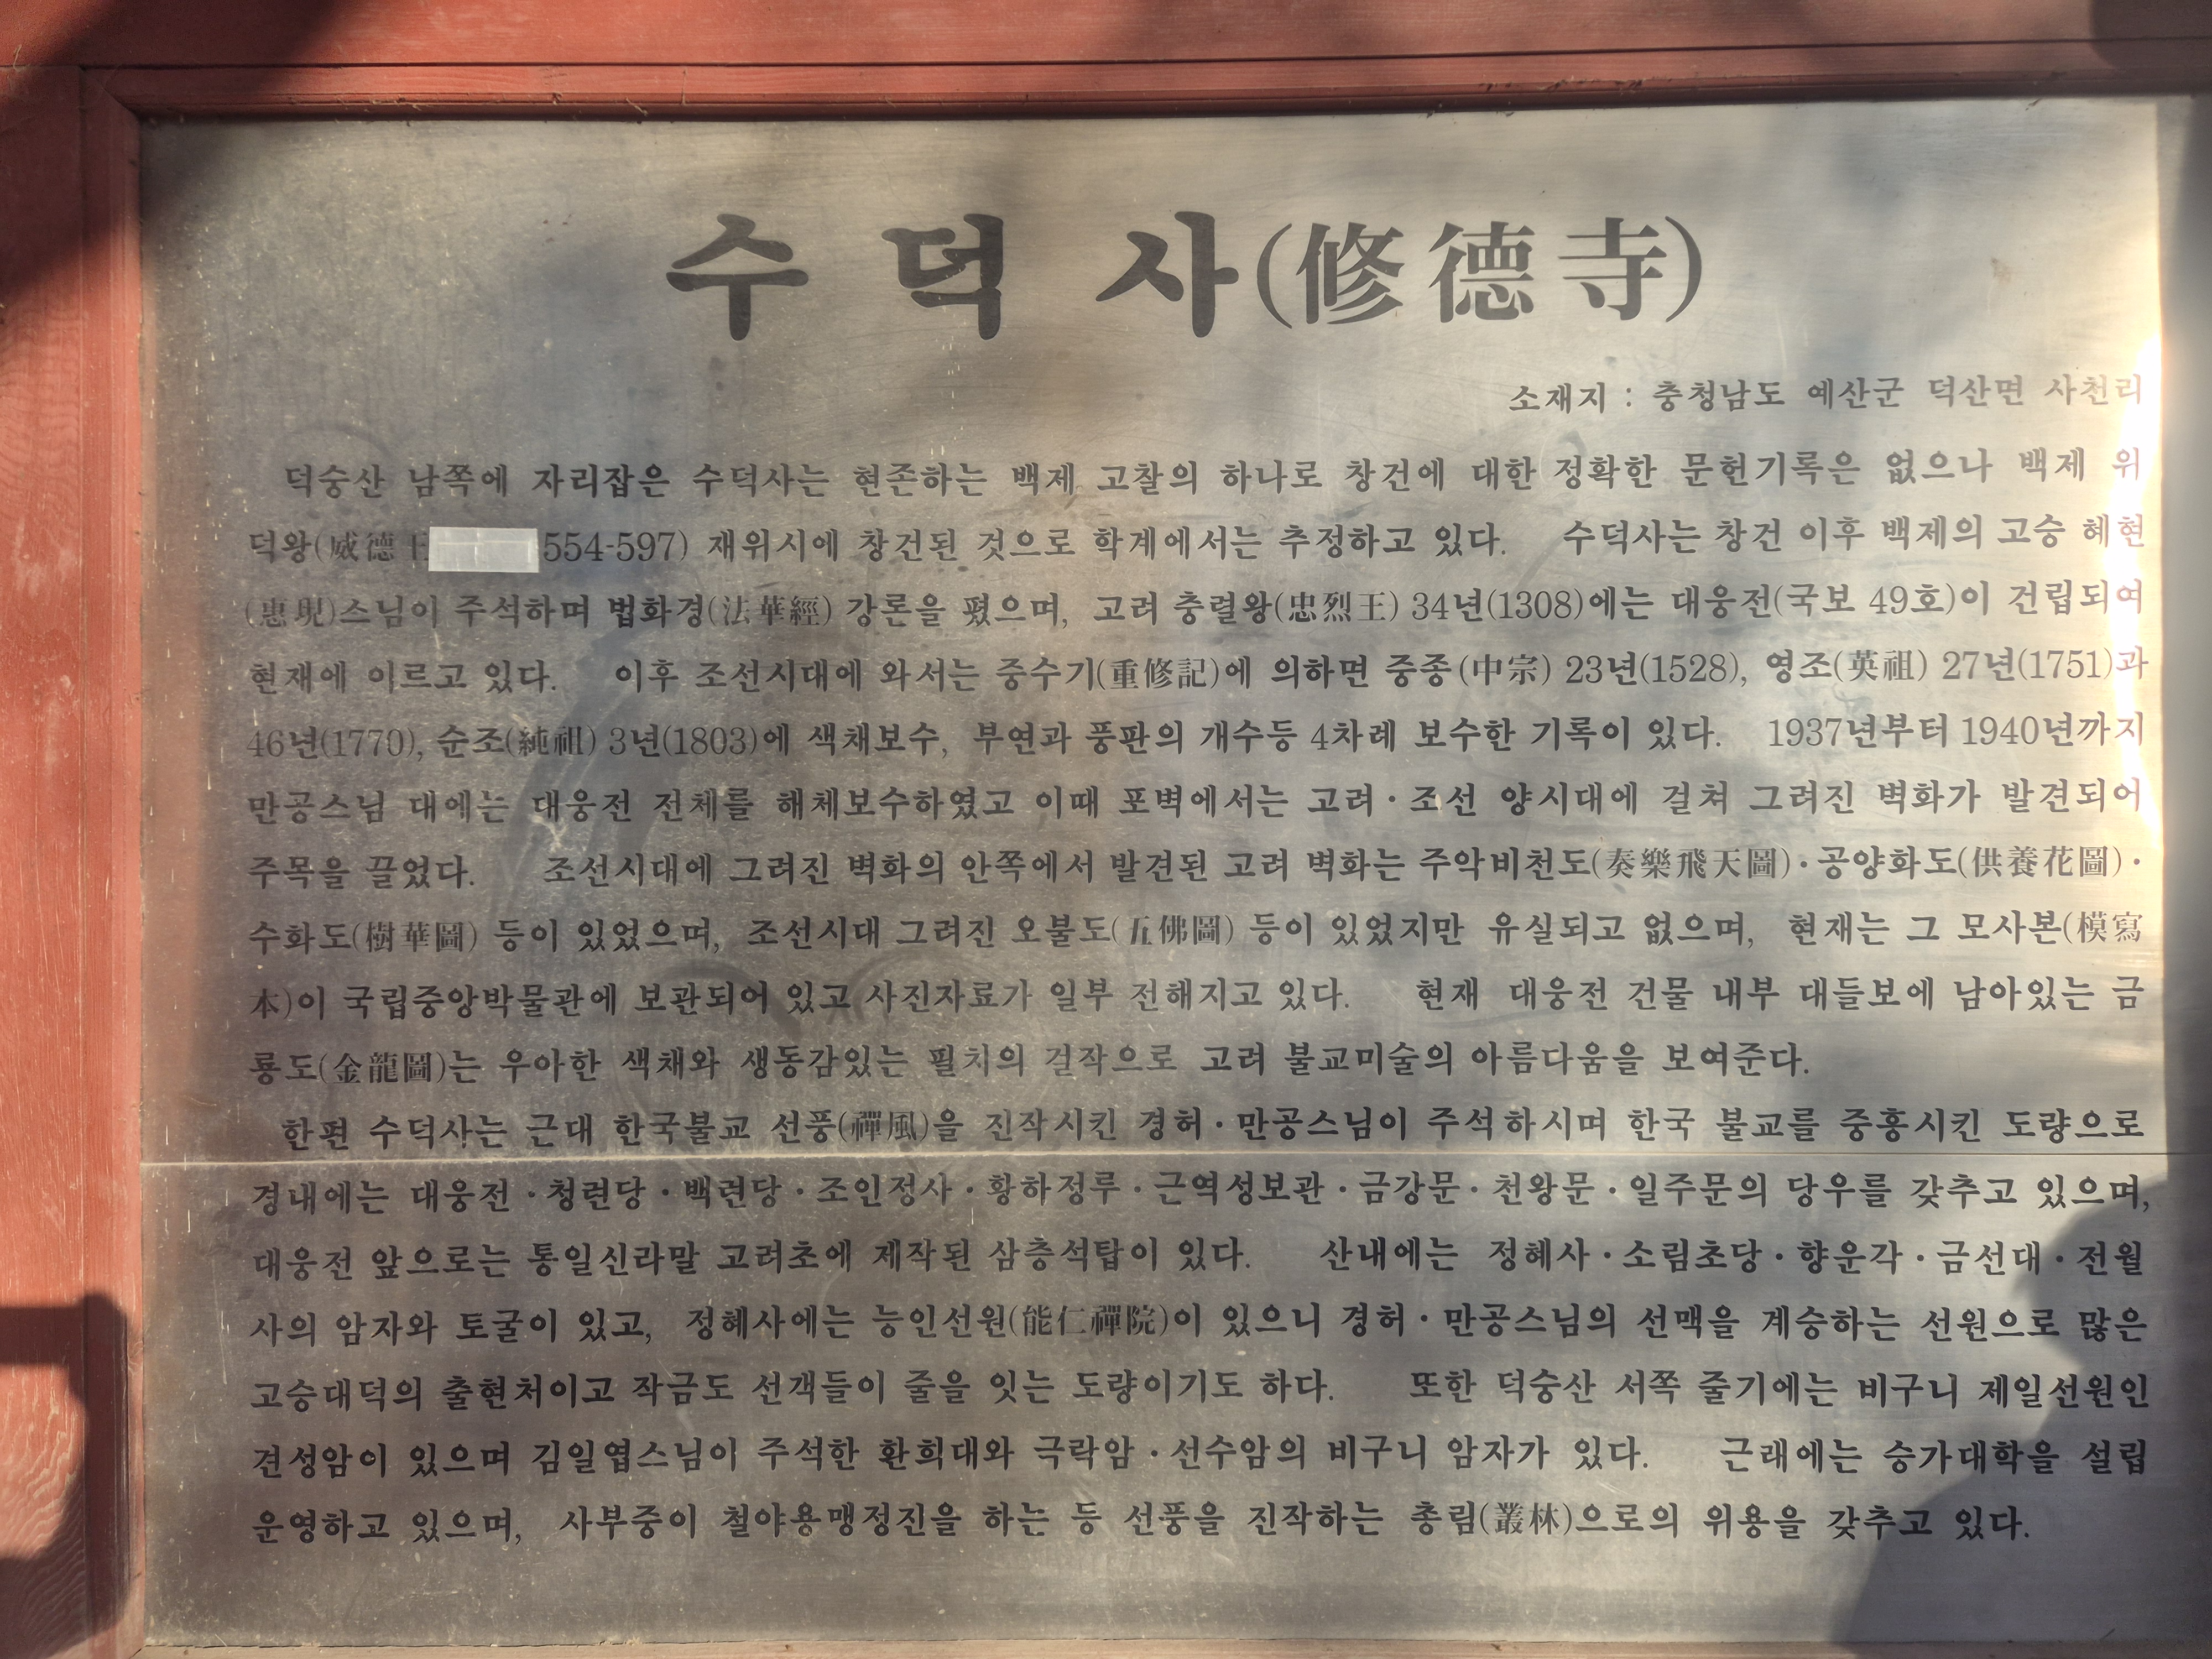 수 덕 사(修德寺)
소재지 : 충청남도 예산군 덕산면 사천리
덕숭산 남쪽에 자리잡은 수덕사는 현존하는 백제 고찰의 하나로 창건에 대한 정확한 문헌기록은 없으나 백제 위
덕왕(威德王 554-597) 재위시에 창건된 것으로 학계에서는 추정하고 있다. 수덕사는 창건 이후 백제의 고승 혜현
(惠現)스님이 주석하며 법화경(法華經) 강론을 폈으며, 고려 충렬왕(忠烈王) 34년(1308)에는 대웅전(국보 49호)이 건립되여
현재에 이르고 있다. 이후 조선시대에 와서는 중수기(重修記)에 의하면 중종(中宗) 23년(1528), 영조(英祖) 27년(1751)과
46년(1770), 순조(純祖) 3년(1803)에 색채보수, 부연과 풍판의 개수등 4차례 보수한 기록이 있다. 1937년부터 1940년까지
만공스님 대에는 대웅전 전체를 해체보수하였고 이때 포벽에서는 고려·조선 양시대에 걸쳐 그려진 벽화가 발견되어
주목을 끌었다. 조선시대에 그려진 벽화의 안쪽에서 발견된 고려 벽화는 주악비천도(奏樂飛天圖)·공양화도(供養花圖)·
수화도(樹華圖) 등이 있었으며, 조선시대 그려진 오불도(五佛圖) 등이 있었지만 유실되고 없으며, 현재는 그 모사본(模寫
本)이 국립중앙박물관에 보관되어 있고 사진자료가 일부 전해지고 있다. 현재 대웅전 건물 내부 대들보에 남아있는 금
룡도(金龍圖)는 우아한 색채와 생동감있는 필치의 걸작으로 고려 불교미술의 아름다움을 보여준다.
한편 수덕사는 근대 한국불교 선풍(禪風)을 진작시킨 경허·만공스님이 주석하시며 한국 불교를 중흥시킨 도량으로
경내에는 대웅전·청련당·백련당·조인정사·황하정루·근역성보관·금강문·천왕문·일주문의 당우를 갖추고 있으며,
대웅전 앞으로는 통일신라말 고려초에 제작된 삼층석탑이 있다. 산내에는 정혜사·소림초당·향운각·금선대·전월
사의 암자와 토굴이 있고, 정혜사에는 능인선원(能仁禪院)이 있으니 경허·만공스님의 선맥을 계승하는 선원으로 많은
고승대덕의 출현처이고 작금도 선객들이 줄을 잇는 도량이기도 하다. 또한 덕숭산 서쪽 줄기에는 비구니 제일선원인
견성암이 있으며 김일엽스님이 주석한 환희대와 극락암·선수암의 비구니 암자가 있다. 근래에는 승가대학을 설립
운영하고 있으며, 사부중이 철야용맹정진을 하는 등 선풍을 진작하는 총림(叢林)으로의 위용을 갖추고 있다.